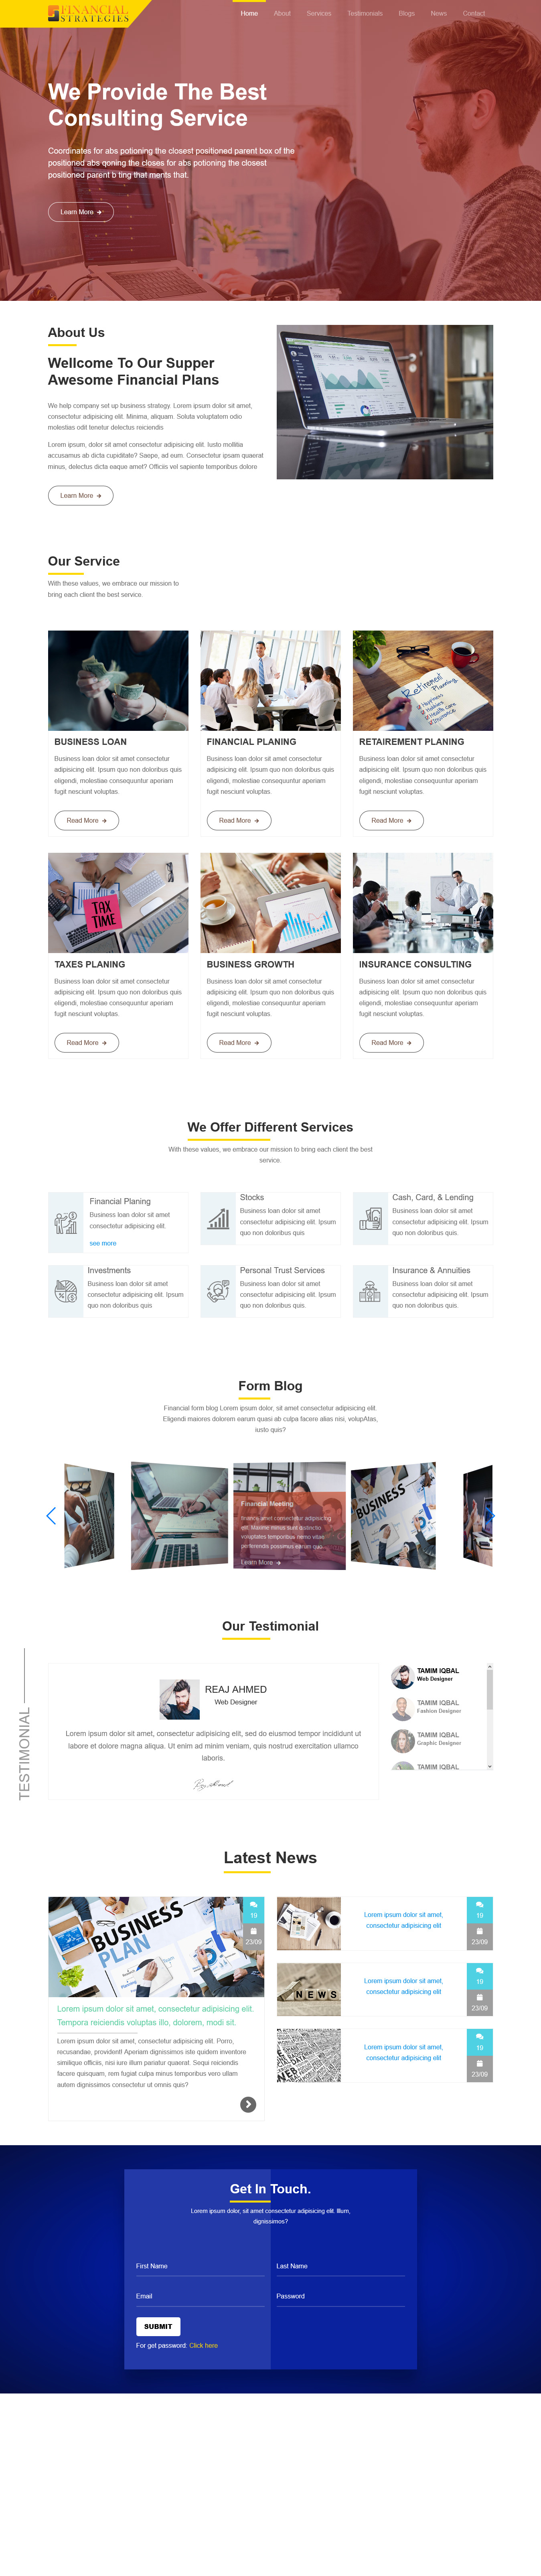 FINANCIAL
STRATEGIES
Home About Services Testimonials Blogs News Contact
We Provide The Best
Consulting Service
Coordinates for abs potioning the closest positioned parent box of the
positioned abs qoning the closes for abs potioning the closest
positioned parent b ting that merits that.
Learn More
About Us
Wellcome To Our Supper
Awesome Financial Plans
We help company set up business strategy. Lorem ipsum dolor sit amet,
consectetur adipisicing elit. Minima, aliquam. Soluta voluptatem odio
molestias odit tenetur delectus reiciendis
Lorem ipsum, dolor sit amet consectetur adipisicing elit. Iusto mollitia
accusamus ab dicta cupiditate? Saepe, ad eum. Consectetur ipsam quaerat
minus, delectus dicta eaque amet? Officiis vel sapiente temporibus dolore
Learn More
Our Service
With these values, we embrace our mission to
bring each client the best service.
Retirement
Planning
BUSINESS LOAN
Business loan dolor sit amet consectetur
adipisicing elit. Ipsum quo non doloribus quis
eligendi, molestiae consequuntur aperiam
fugit nesciunt voluptas.
Read More
FINANCIAL PLANING
Business loan dolor sit amet consectetur
adipisicing elit. Ipsum quo non doloribus quis
eligendi, molestiae consequuntur aperiam
fugit nesciunt voluptas.
Read More
RETAIREMENT PLANING
Business loan dolor sit amet consectetur
adipisicing elit. Ipsum quo non doloribus quis
eligendi, molestiae consequuntur aperiam
fugit nesciunt voluptas.
Read More
TAX
TIME
TAXES PLANING
Business loan dolor sit amet consectetur
adipisicing elit. Ipsum quo non doloribus quis
eligendi, molestiae consequuntur aperiam
fugit nesciunt voluptas.
Read More
BUSINESS GROWTH
Business loan dolor sit amet consectetur
adipisicing elit. Ipsum quo non doloribus quis
eligendi, molestiae consequuntur aperiam
fugit nesciunt voluptas.
Read More
INSURANCE CONSULTING
Business loan dolor sit amet consectetur
adipisicing elit. Ipsum quo non doloribus quis
eligendi, molestiae consequuntur aperiam
fugit nesciunt voluptas.
Read More
We Offer Different Services
With these values, we embrace our mission to bring each client the best
service.
Financial Planing
Business loan dolor sit amet
consectetur adipisicing elit.
see more
Stocks
Business loan dolor sit amet
consectetur adipisicing elit. Ipsum
quo non doloribus quis
Cash, Card, & Lending
Business loan dolor sit amet
consectetur adipisicing elit. Ipsum
quo non doloribus quis.
Investments
Business loan dolor sit amet
consectetur adipisicing elit. Ipsum
quo non doloribus quis
Personal Trust Services
Business loan dolor sit amet
consectetur adipisicing elit. Ipsum
quo non doloribus quis.
Insurance & Annuities
Business loan dolor sit amet
consectetur adipisicing elit. Ipsum
quo non doloribus quis.
Form Blog
Financial form blog Lorem ipsum dolor, sit amet consectetur adipisicing elit.
Eligendi maiores dolorem earum quasi ab culpa facere alias nisi, volupAtas,
iusto quis?
Financial Meeting
finance amet consectetur adipisicing
elit. Maxime minus sunt distinctio
voluptates temporibus nemo vitae
perferendis possimus earum quo.
Learn More
BUSINESS
PLAN
Our Testimonial
TESTIMONIAL
REAJ AHMED
Web Designer
Lorem ipsum dolor sit amet, consectetur adipisicing elit, sed do eiusmod tempor incididunt ut
labore et dolore magna aliqua. Ut enim ad minim veniam, quis nostrud exercitation ullamco
laboris.
TAMIM IQBAL
Web Designer
TAMIM IQBAL
Fashion Designer
TAMIM IQBAL
Graphic Designer
TAMIM IQBAL
Latest News
BUSINESS
PLAN
19
23/09
Lorem ipsum dolor sit amet, consectetur adipisicing elit.
Tempora reiciendis voluptas illo, dolorem, modi sit.
Lorem ipsum dolor sit amet, consectetur adipisicing elit. Porro,
recusandae, provident! Aperiam dignissimos iste quidem inventore
similique officiis, nisi iure illum pariatur quaerat. Sequi reiciendis
facere quisquam, rem fugiat culpa minus temporibus vero ullam
autem dignissimos consectetur ut omnis quis?
Lorem ipsum dolor sit amet,
consectetur adipisicing elit
19
23/09
NEWS
Lorem ipsum dolor sit amet,
consectetur adipisicing elit
19
23/09
Lorem ipsum dolor sit amet,
consectetur adipisicing elit
19
23/09
Get In Touch.
Lorem ipsum dolor, sit amet consectetur adipisicing elit. Illum,
dignissimos?
First Name Last Name
Email Password
SUBMIT
For get password: Click here